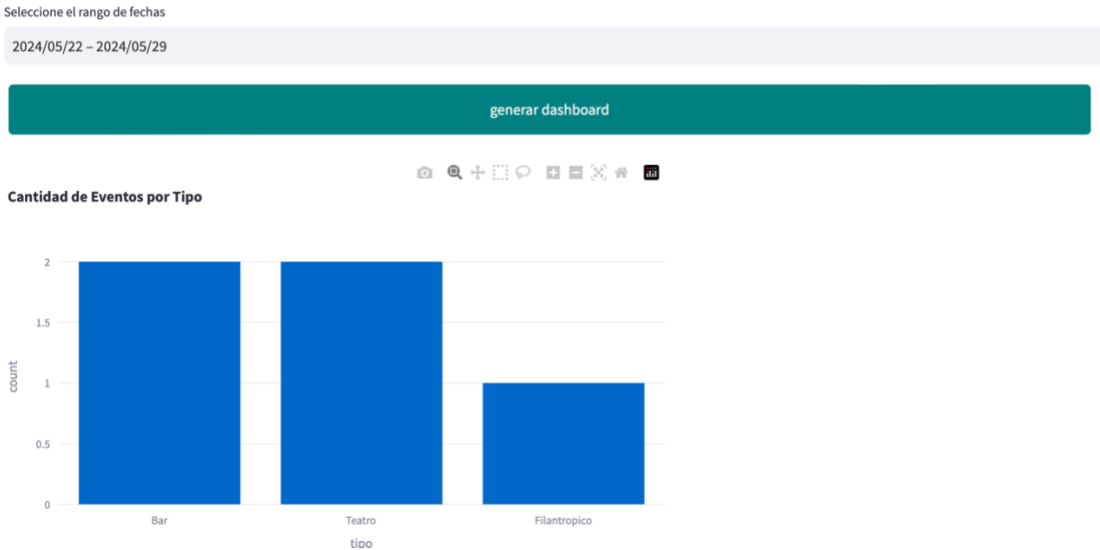 Seleccione el rango de fechas
2024/05/22 – 2024/05/29
generar dashboard
Cantidad de Eventos por Tipo
2
1.5
1
0.5
0
count
Bar Teatro Filantropico
tipo